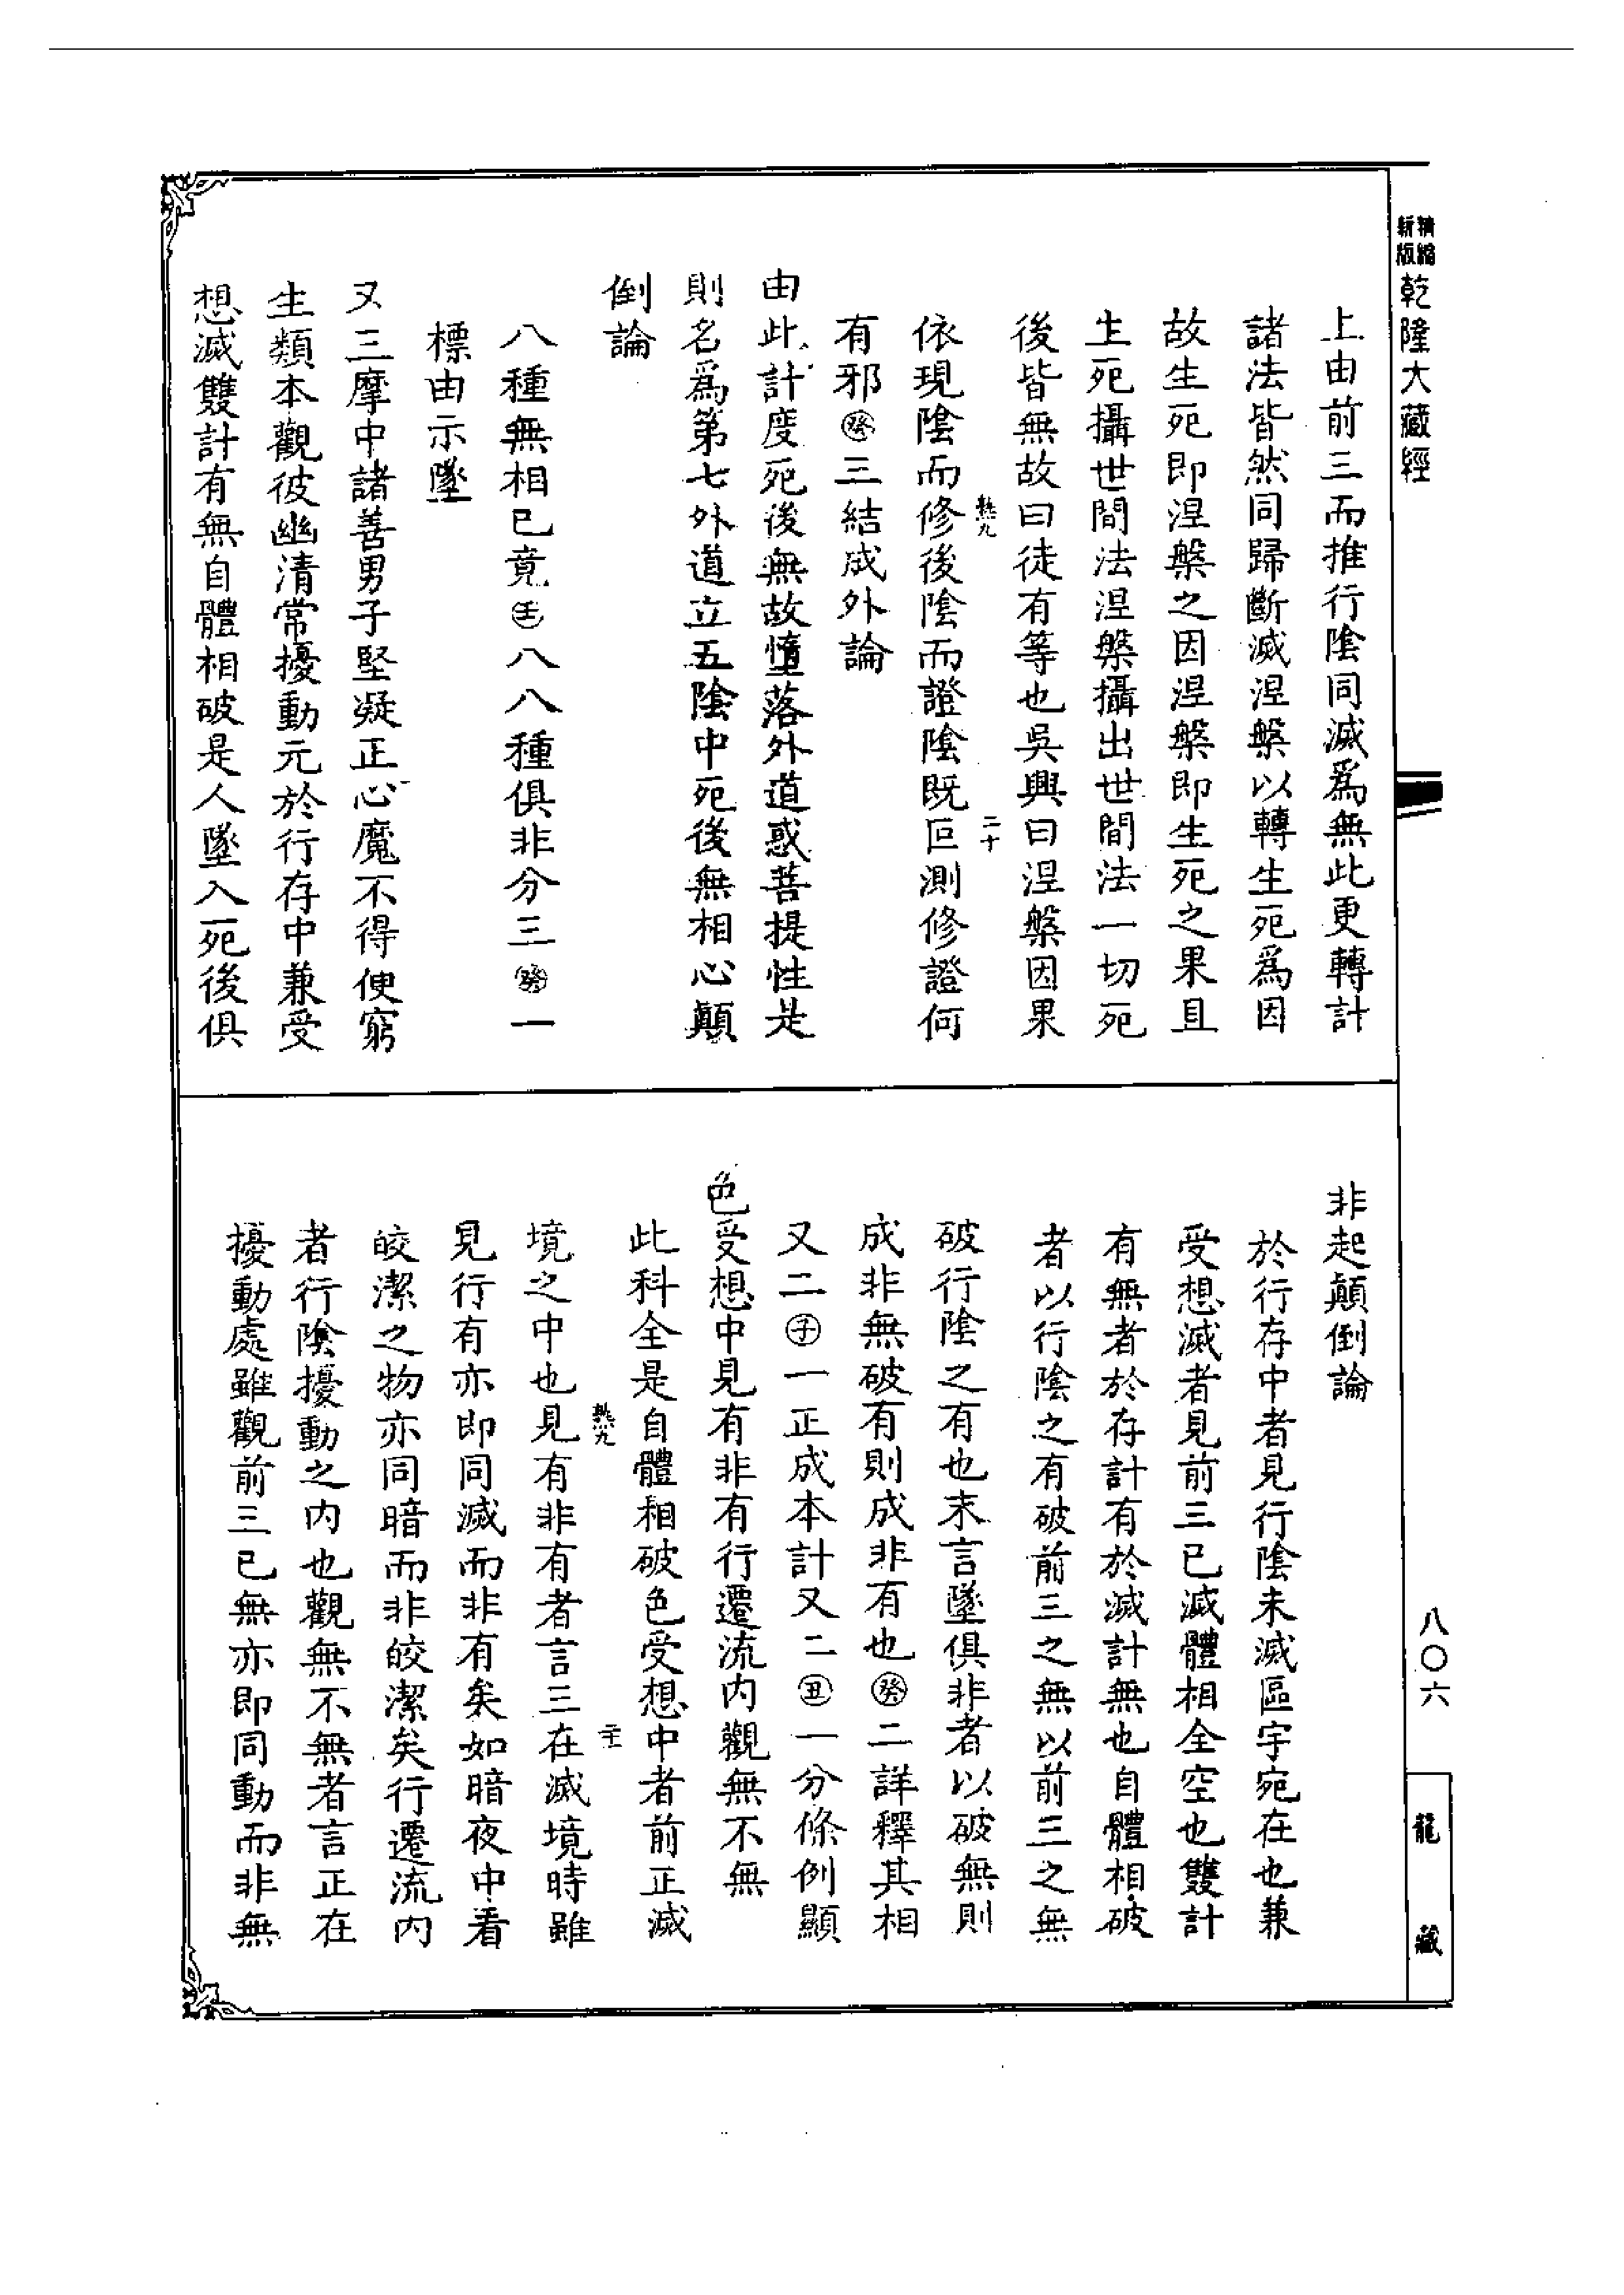 精編
新版
乾隆大藏經
上由前三而推行陰同滅爲無此更轉計
諸法皆然同歸斷滅涅槃以轉生死爲因
故生死即涅槃之因涅槃即生死之果且
生死攝世間法涅槃攝出世間法一切死
後皆無故曰徒有等也吳興曰涅槃因果
熱九
二十
依現陰而修後陰而證陰既叵測修證何
有邪㊋三結成外論
由此計度死後無故墮落外道惑菩提性是
則名爲第七外道立五陰中死後無相心顛
倒論
八種無相已竟八八種俱非分三一
標由示墜
又三摩中諸善男子堅凝正心魔不得便窮
生類本觀彼幽清常擾動元於行存中兼受
想滅雙計有無自體相破是人墜入死後俱
非起顛倒論
於行存中者見行陰未滅區宇宛在也兼
受想滅者見前三已滅體相全空也雙計
有無者於存計有於滅計無也自體相破
者以行陰之有破前三之無以前三之無
破行陰之有也末言墜俱非者以破無則
成非無破有則成非有也癸二詳釋其相
又二子一正成本計又二丑一分條例顯
色受想中見有非有行遷流內觀無不無
此科全是自體相破色受想中者前正滅
熱九
二十一
境之中也見有非有者言三在滅境時雖
見行有亦即同滅而非有矣如暗夜中看
皎潔之物亦同暗而非皎潔矣行遷流內
者行陰擾動之內也觀無不無者言正在
擾動處雖觀前三已無亦即同動而非無
八〇六
龍藏